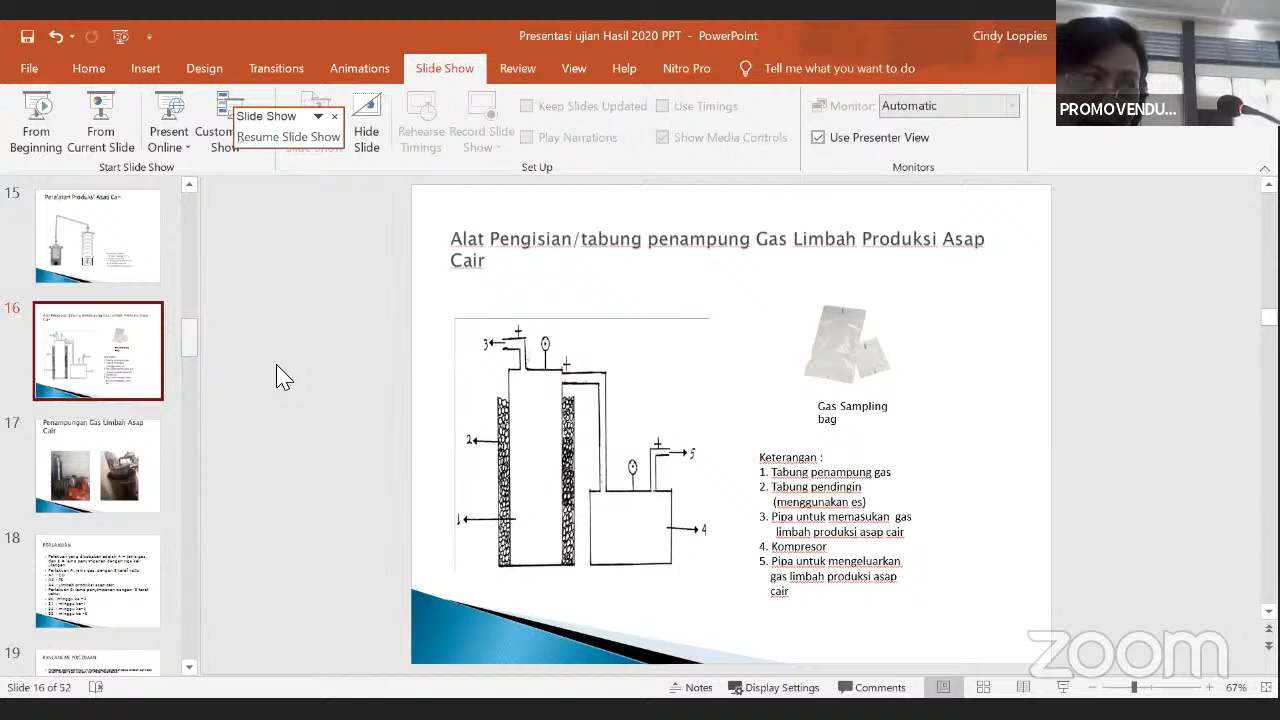 Presentasi ujian Hasil 2020 PPT - PowerPoint
Cindy Loppies
File Home Insert Design Transitions Animations Slide Show Review View Help Nitro Pro Tell me what you want to do
PROMOVENDU...
From Beginning
From Current Slide
Present Online
Custom Show
Slide Show
Resume Slide Show
Hide Slide
Rehearse Timings
Record Slide Show
Keep Slides Updated
Play Narrations
Use Timings
Show Media Controls
Monitor: Automatic
Use Presenter View
Start Slide Show
Set Up
Monitors
15
Peralatan Produksi Asap Cair
16
17
Penampungan Gas Limbah Asap
Cair
18
PERLAKUAN
19
Alat Pengisian/tabung penampung Gas Limbah Produksi Asap
Cair
3
2
1
5
4
Gas Sampling
bag
Keterangan :
1. Tabung penampung gas
2. Tabung pendingin
(menggunakan es)
3. Pipa untuk memasukan gas
limbah produksi asap cair
4. Kompresor
5. Pipa untuk mengeluarkan
gas limbah produksi asap
cair
zoom
Slide 16 of 52
Notes Display Settings Comments 67%